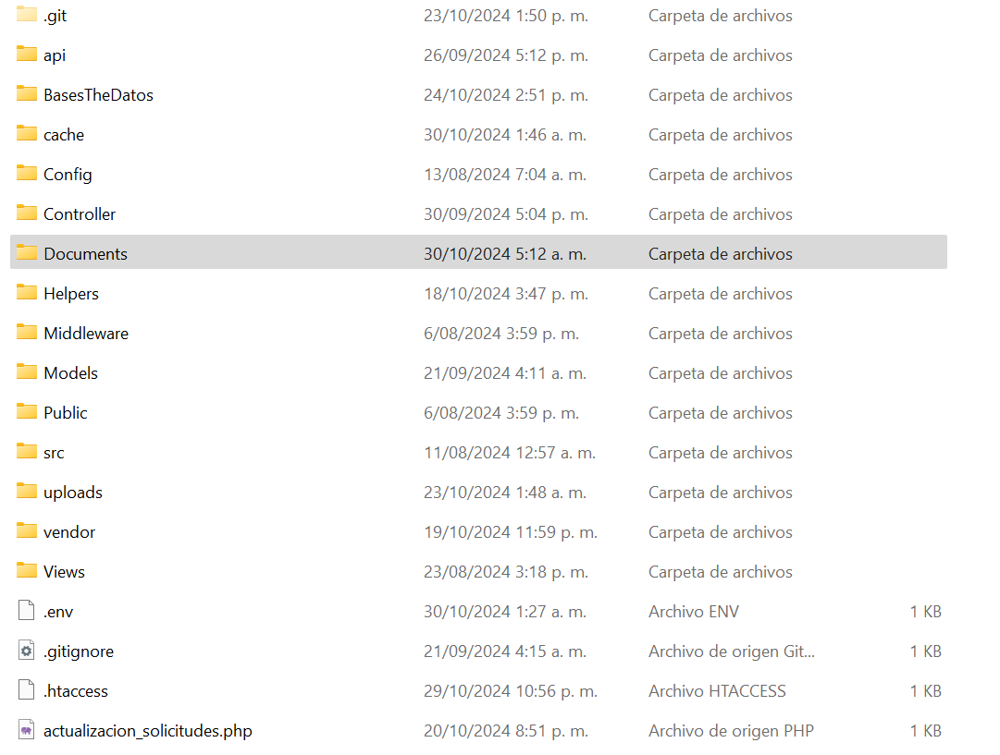 .git 23/10/2024 1:50 p. m. Carpeta de archivos
api 26/09/2024 5:12 p. m. Carpeta de archivos
BasesTheDatos 24/10/2024 2:51 p. m. Carpeta de archivos
cache 30/10/2024 1:46 a. m. Carpeta de archivos
Config 13/08/2024 7:04 a. m. Carpeta de archivos
Controller 30/09/2024 5:04 p. m. Carpeta de archivos
Documents 30/10/2024 5:12 a. m. Carpeta de archivos
Helpers 18/10/2024 3:47 p. m. Carpeta de archivos
Middleware 6/08/2024 3:59 p. m. Carpeta de archivos
Models 21/09/2024 4:11 a. m. Carpeta de archivos
Public 6/08/2024 3:59 p. m. Carpeta de archivos
src 11/08/2024 12:57 a. m. Carpeta de archivos
uploads 23/10/2024 1:48 a. m. Carpeta de archivos
vendor 19/10/2024 11:59 p. m. Carpeta de archivos
Views 23/08/2024 3:18 p. m. Carpeta de archivos
.env 30/10/2024 1:27 a. m. Archivo ENV 1 KB
.gitignore 21/09/2024 4:15 a. m. Archivo de origen Git... 1 KB
.htaccess 29/10/2024 10:56 p. m. Archivo HTACCESS 1 KB
actualizacion_solicitudes.php 20/10/2024 8:51 p. m. Archivo de origen PHP 1 KB